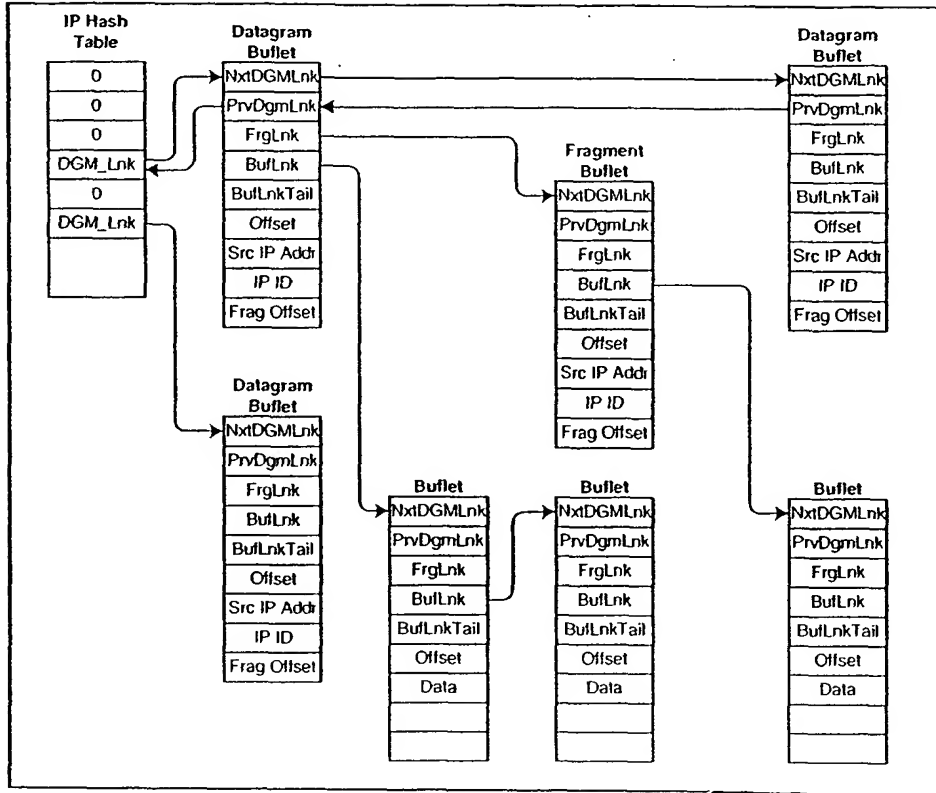 IP Hash
Table
0
0
0
DGM_Lnk
0
DGM_Lnk
Datagram
Buflet
NxtDGMLnk
PrvDgmLnk
FrgLnk
BufLnk
BufLnkTail
Offset
Src IP Addr
IP ID
Frag Offset
Datagram
Buflet
NxtDGMLnk
PrvDgmLnk
FrgLnk
BufLnk
BufLnkTail
Offset
Src IP Addr
IP ID
Frag Offset
Fragment
Buflet
NxtDGMLnk
PrvDgmLnk
FrgLnk
BufLnk
BufLnkTail
Offset
Src IP Addr
IP ID
Frag Offset
Datagram
Buflet
NxtDGMLnk
PrvDgmLnk
FrgLnk
BufLnk
BufLnkTail
Offset
Src IP Addr
IP ID
Frag Offset
Buflet
NxtDGMLnk
PrvDgmLnk
FrgLnk
BufLnk
BufLnkTail
Offset
Data
Buflet
NxtDGMLnk
PrvDgmLnk
FrgLnk
BufLnk
BufLnkTail
Offset
Data
Buflet
NxtDGMLnk
PrvDgmLnk
FrgLnk
BufLnk
BufLnkTail
Offset
Data